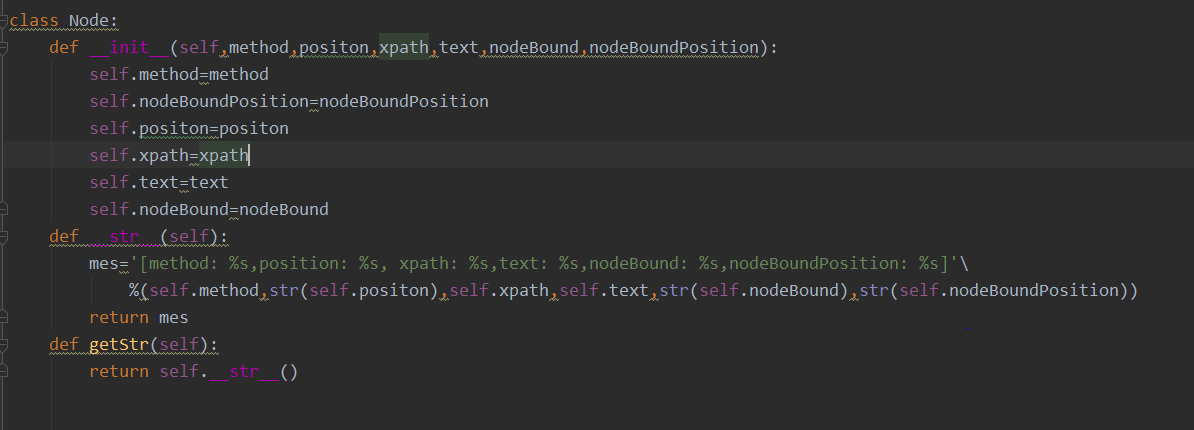 class Node:
    def __init__(self,method,positon,xpath,text,nodeBound,nodeBoundPosition):
        self.method=method
        self.nodeBoundPosition=nodeBoundPosition
        self.positon=positon
        self.xpath=xpath
        self.text=text
        self.nodeBound=nodeBound
    def __str__(self):
        mes='[method: %s,position: %s, xpath: %s,text: %s,nodeBound: %s,nodeBoundPosition: %s]'\
            %(self.method,str(self.positon),self.xpath,self.text,str(self.nodeBound),str(self.nodeBoundPosition))
        return mes
    def getStr(self):
        return self.__str__()